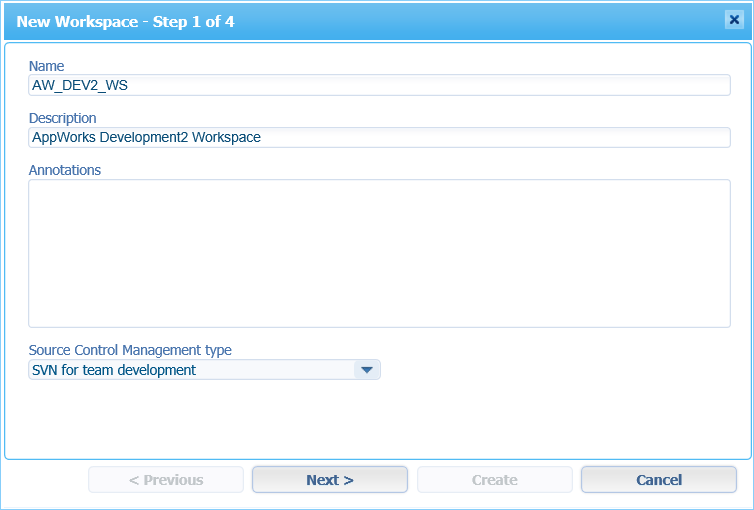 New Workspace - Step 1 of 4
Name
AW_DEV2_WS
Description
AppWorks Development2 Workspace
Annotations
Source Control Management type
SVN for team development
< Previous Next > Create Cancel